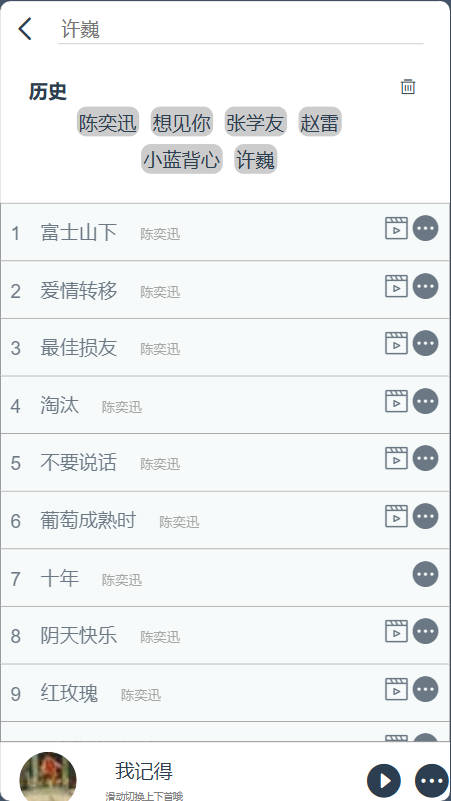 许巍
历史
陈奕迅 想见你 张学友 赵雷
小蓝背心 许巍
1 富士山下 陈奕迅
2 爱情转移 陈奕迅
3 最佳损友 陈奕迅
4 淘汰 陈奕迅
5 不要说话 陈奕迅
6 葡萄成熟时 陈奕迅
7 十年 陈奕迅
8 阴天快乐 陈奕迅
9 红玫瑰 陈奕迅
我记得
滑动切换上下首哦